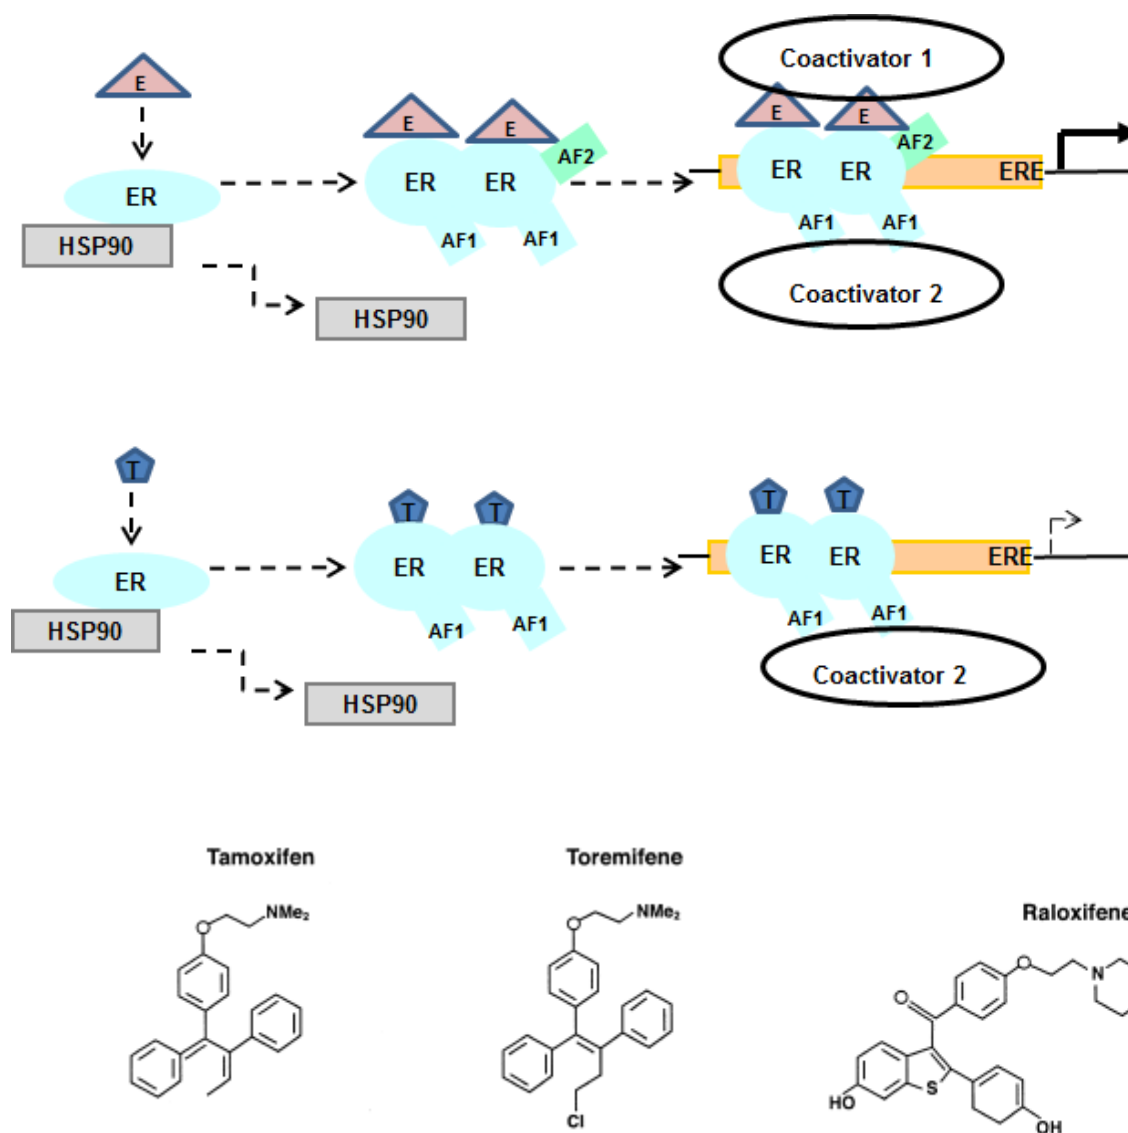 Coactivator 1
E
E
E
E
E
AF2
AF2
ER
ER
ER
ER
ER
ERE
HSP90
AF1
AF1
AF1
AF1
HSP90
Coactivator 2
T
T
T
T
T
ER
ER
ER
ER
ER
ERE
HSP90
AF1
AF1
AF1
AF1
Coactivator 2
HSP90
Tamoxifen
Toremifene
Raloxifene
NMe₂
NMe₂
O
O
O
N
O
S
HO
OH
Cl